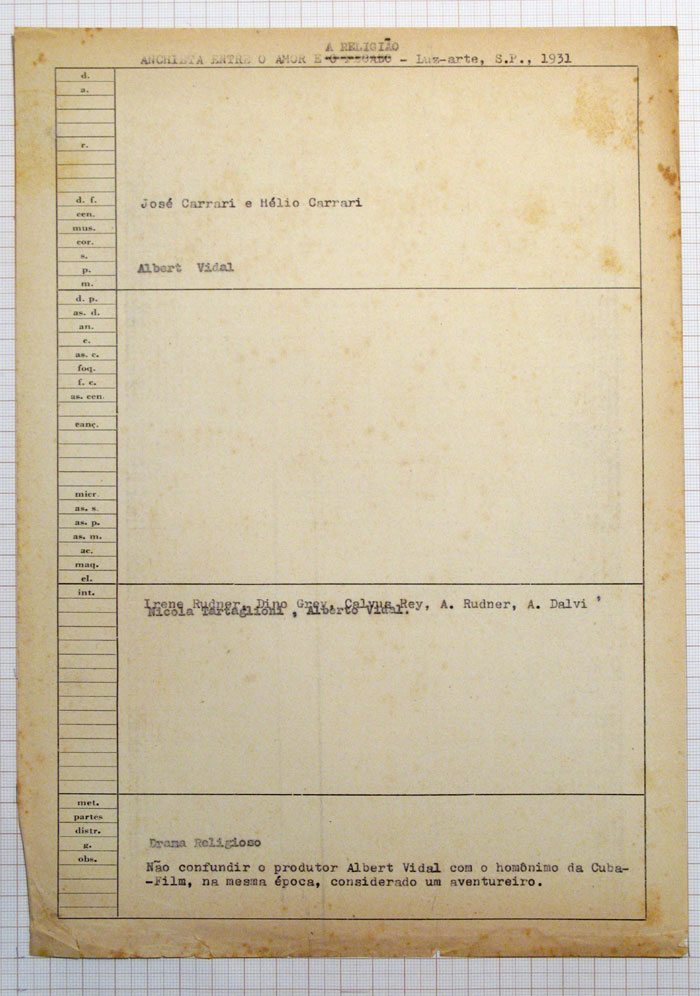 A RELIGIÃO
ANCHIETA ENTRE O AMOR E - Luz-arte, S.P., 1931
d.
a.
r.
d. f. José Carrari e Hélio Carrari
cen.
mus.
cor.
s.
p. Albert Vidal
m.
d. p.
as. d.
an.
c.
as. c.
foq.
f. c.
as. cen.
canç.
micr.
as. s.
as. p.
as. m.
ac.
maq.
el.
int. Irene Rudner, Dino Grey, Calyua Rey, A. Rudner, A. Dalvi ,
Nicola Tartaglioni , Alberto Vidal.
met.
partes
distr.
g. Drama Religioso
obs. Não confundir o produtor Albert Vidal com o homônimo da Cuba-
-Film, na mesma época, considerado um aventureiro.